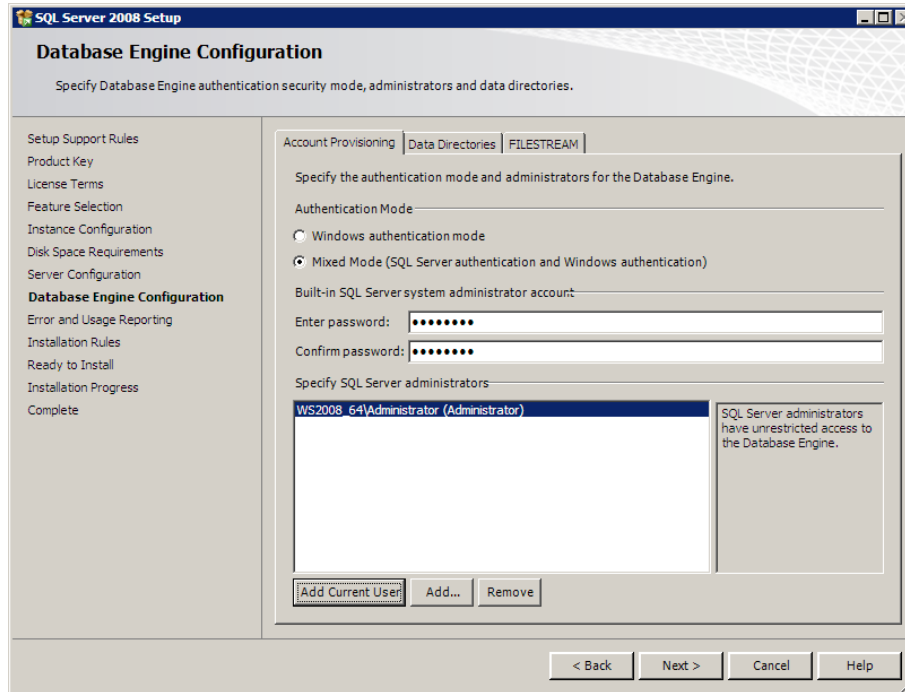 SQL Server 2008 Setup
Database Engine Configuration
Specify Database Engine authentication security mode, administrators and data directories.
Setup Support Rules
Product Key
License Terms
Feature Selection
Instance Configuration
Disk Space Requirements
Server Configuration
Database Engine Configuration
Error and Usage Reporting
Installation Rules
Ready to Install
Installation Progress
Complete
Account Provisioning Data Directories FILESTREAM
Specify the authentication mode and administrators for the Database Engine.
Authentication Mode
Windows authentication mode
Mixed Mode (SQL Server authentication and Windows authentication)
Built-in SQL Server system administrator account
Enter password: ●●●●●●●●
Confirm password: ●●●●●●●●
Specify SQL Server administrators
WS2008_64\Administrator (Administrator)
SQL Server administrators
have unrestricted access to
the Database Engine.
Add Current User Add... Remove
< Back Next > Cancel Help